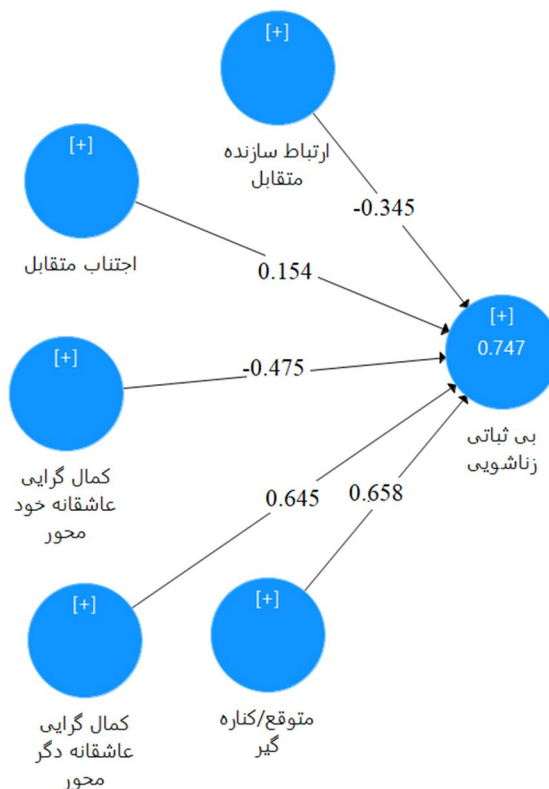 [+]
ارتباط سازنده
متقابل
[+]
اجتناب متقابل
-0.345
0.154
[+]
0.747
بی ثباتی
زناشویی
[+]
-0.475
کمال گرایی
عاشقانه خود
محور
0.645
0.658
[+]
کمال گرایی
عاشقانه دگر
محور
[+]
متوقع/کناره
گیر